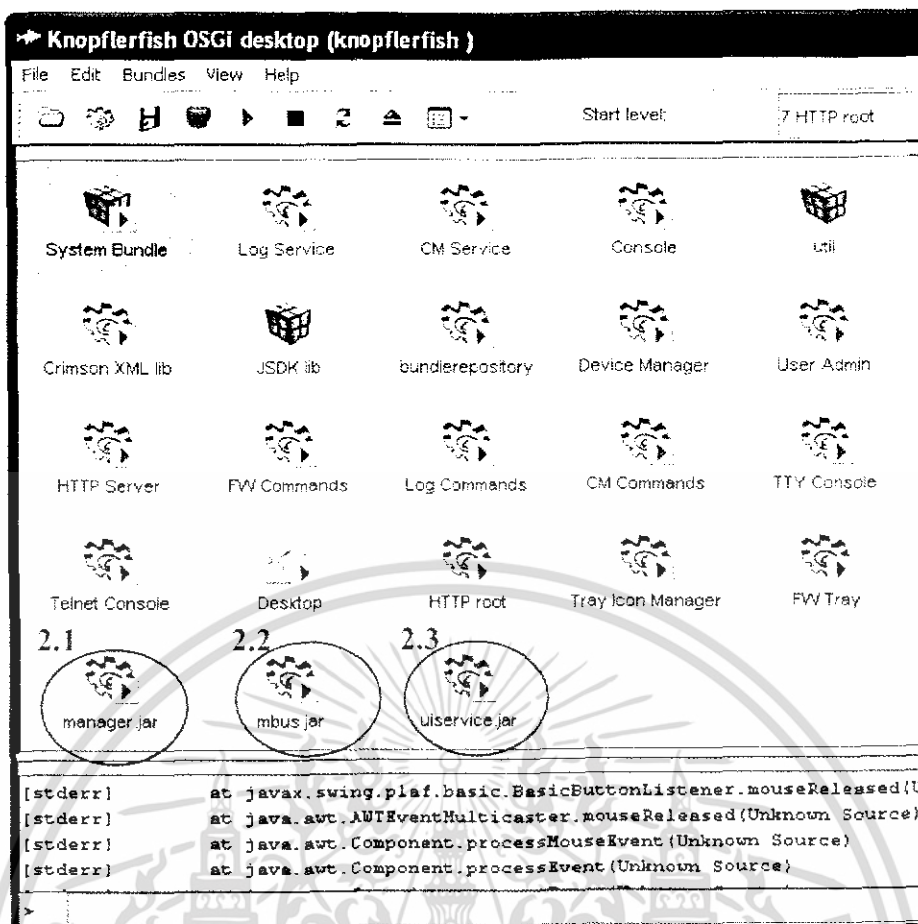 Knopflerfish OSGi desktop (knopflerfish )
File Edit Bundles View Help
Start level: 7 HTTP root
System Bundle Log Service CM Service Console util
Crimson XML lib JSDK lib bundlerepository Device Manager User Admin
HTTP Server FW Commands Log Commands CM Commands TTY Console
Telnet Console Desktop HTTP root Tray Icon Manager FW Tray
2.1 2.2 2.3
manager.jar mbus.jar uiservice.jar
[stderr] at javax.swing.plaf.basic.BasicButtonListener.mouseReleased(U
[stderr] at java.awt.AWTEventMulticaster.mouseReleased(Unknown Source)
[stderr] at java.awt.Component.processMouseEvent(Unknown Source)
[stderr] at java.awt.Component.processEvent(Unknown Source)
>